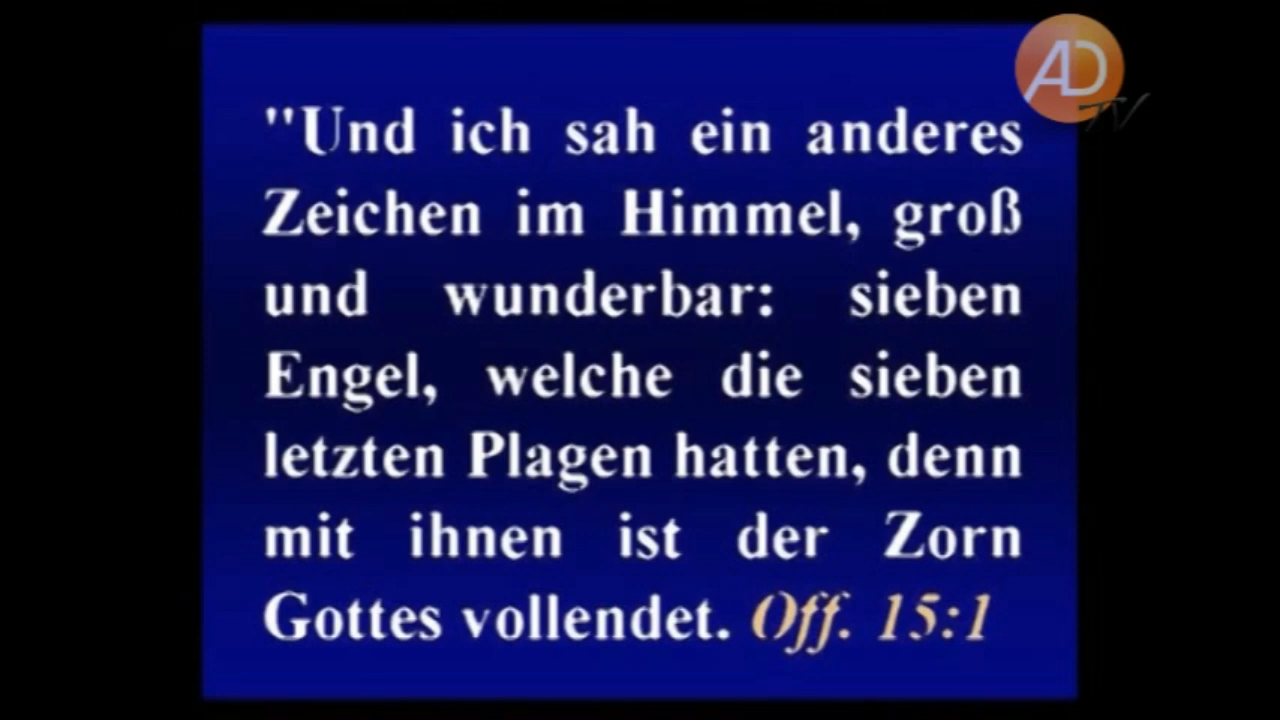 AD
TV
"Und ich sah ein anderes
Zeichen im Himmel, groß
und wunderbar: sieben
Engel, welche die sieben
letzten Plagen hatten, denn
mit ihnen ist der Zorn
Gottes vollendet. Off. 15:1